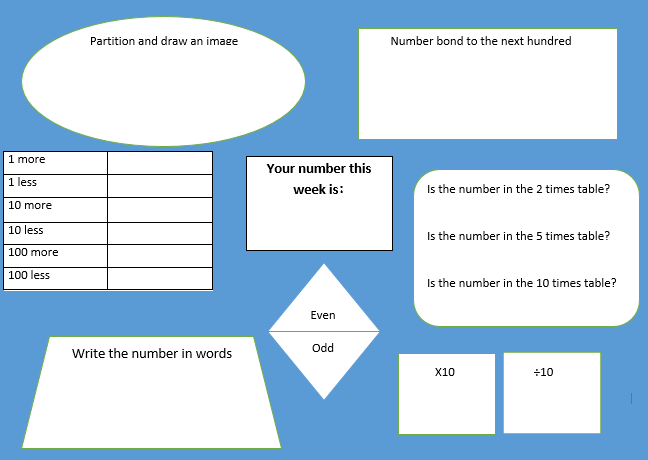 Partition and draw an image
Number bond to the next hundred
1 more
1 less
10 more
10 less
100 more
100 less
Your number this
week is:
Is the number in the 2 times table?
Is the number in the 5 times table?
Is the number in the 10 times table?
Even
Odd
Write the number in words
X10
÷10